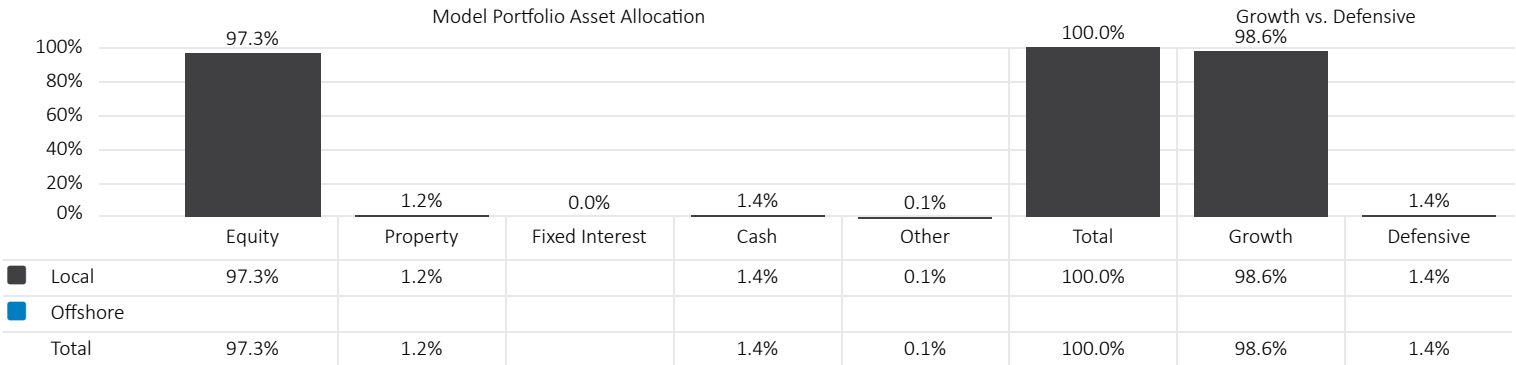 Model Portfolio Asset Allocation Growth vs. Defensive
100% 97.3% 100.0% 98.6%
80%
60%
40%
20%
0% 1.2% 0.0% 1.4% 0.1% 1.4%
Equity Property Fixed Interest Cash Other Total Growth Defensive
Local 97.3% 1.2% 1.4% 0.1% 100.0% 98.6% 1.4%
Offshore
Total 97.3% 1.2% 1.4% 0.1% 100.0% 98.6% 1.4%